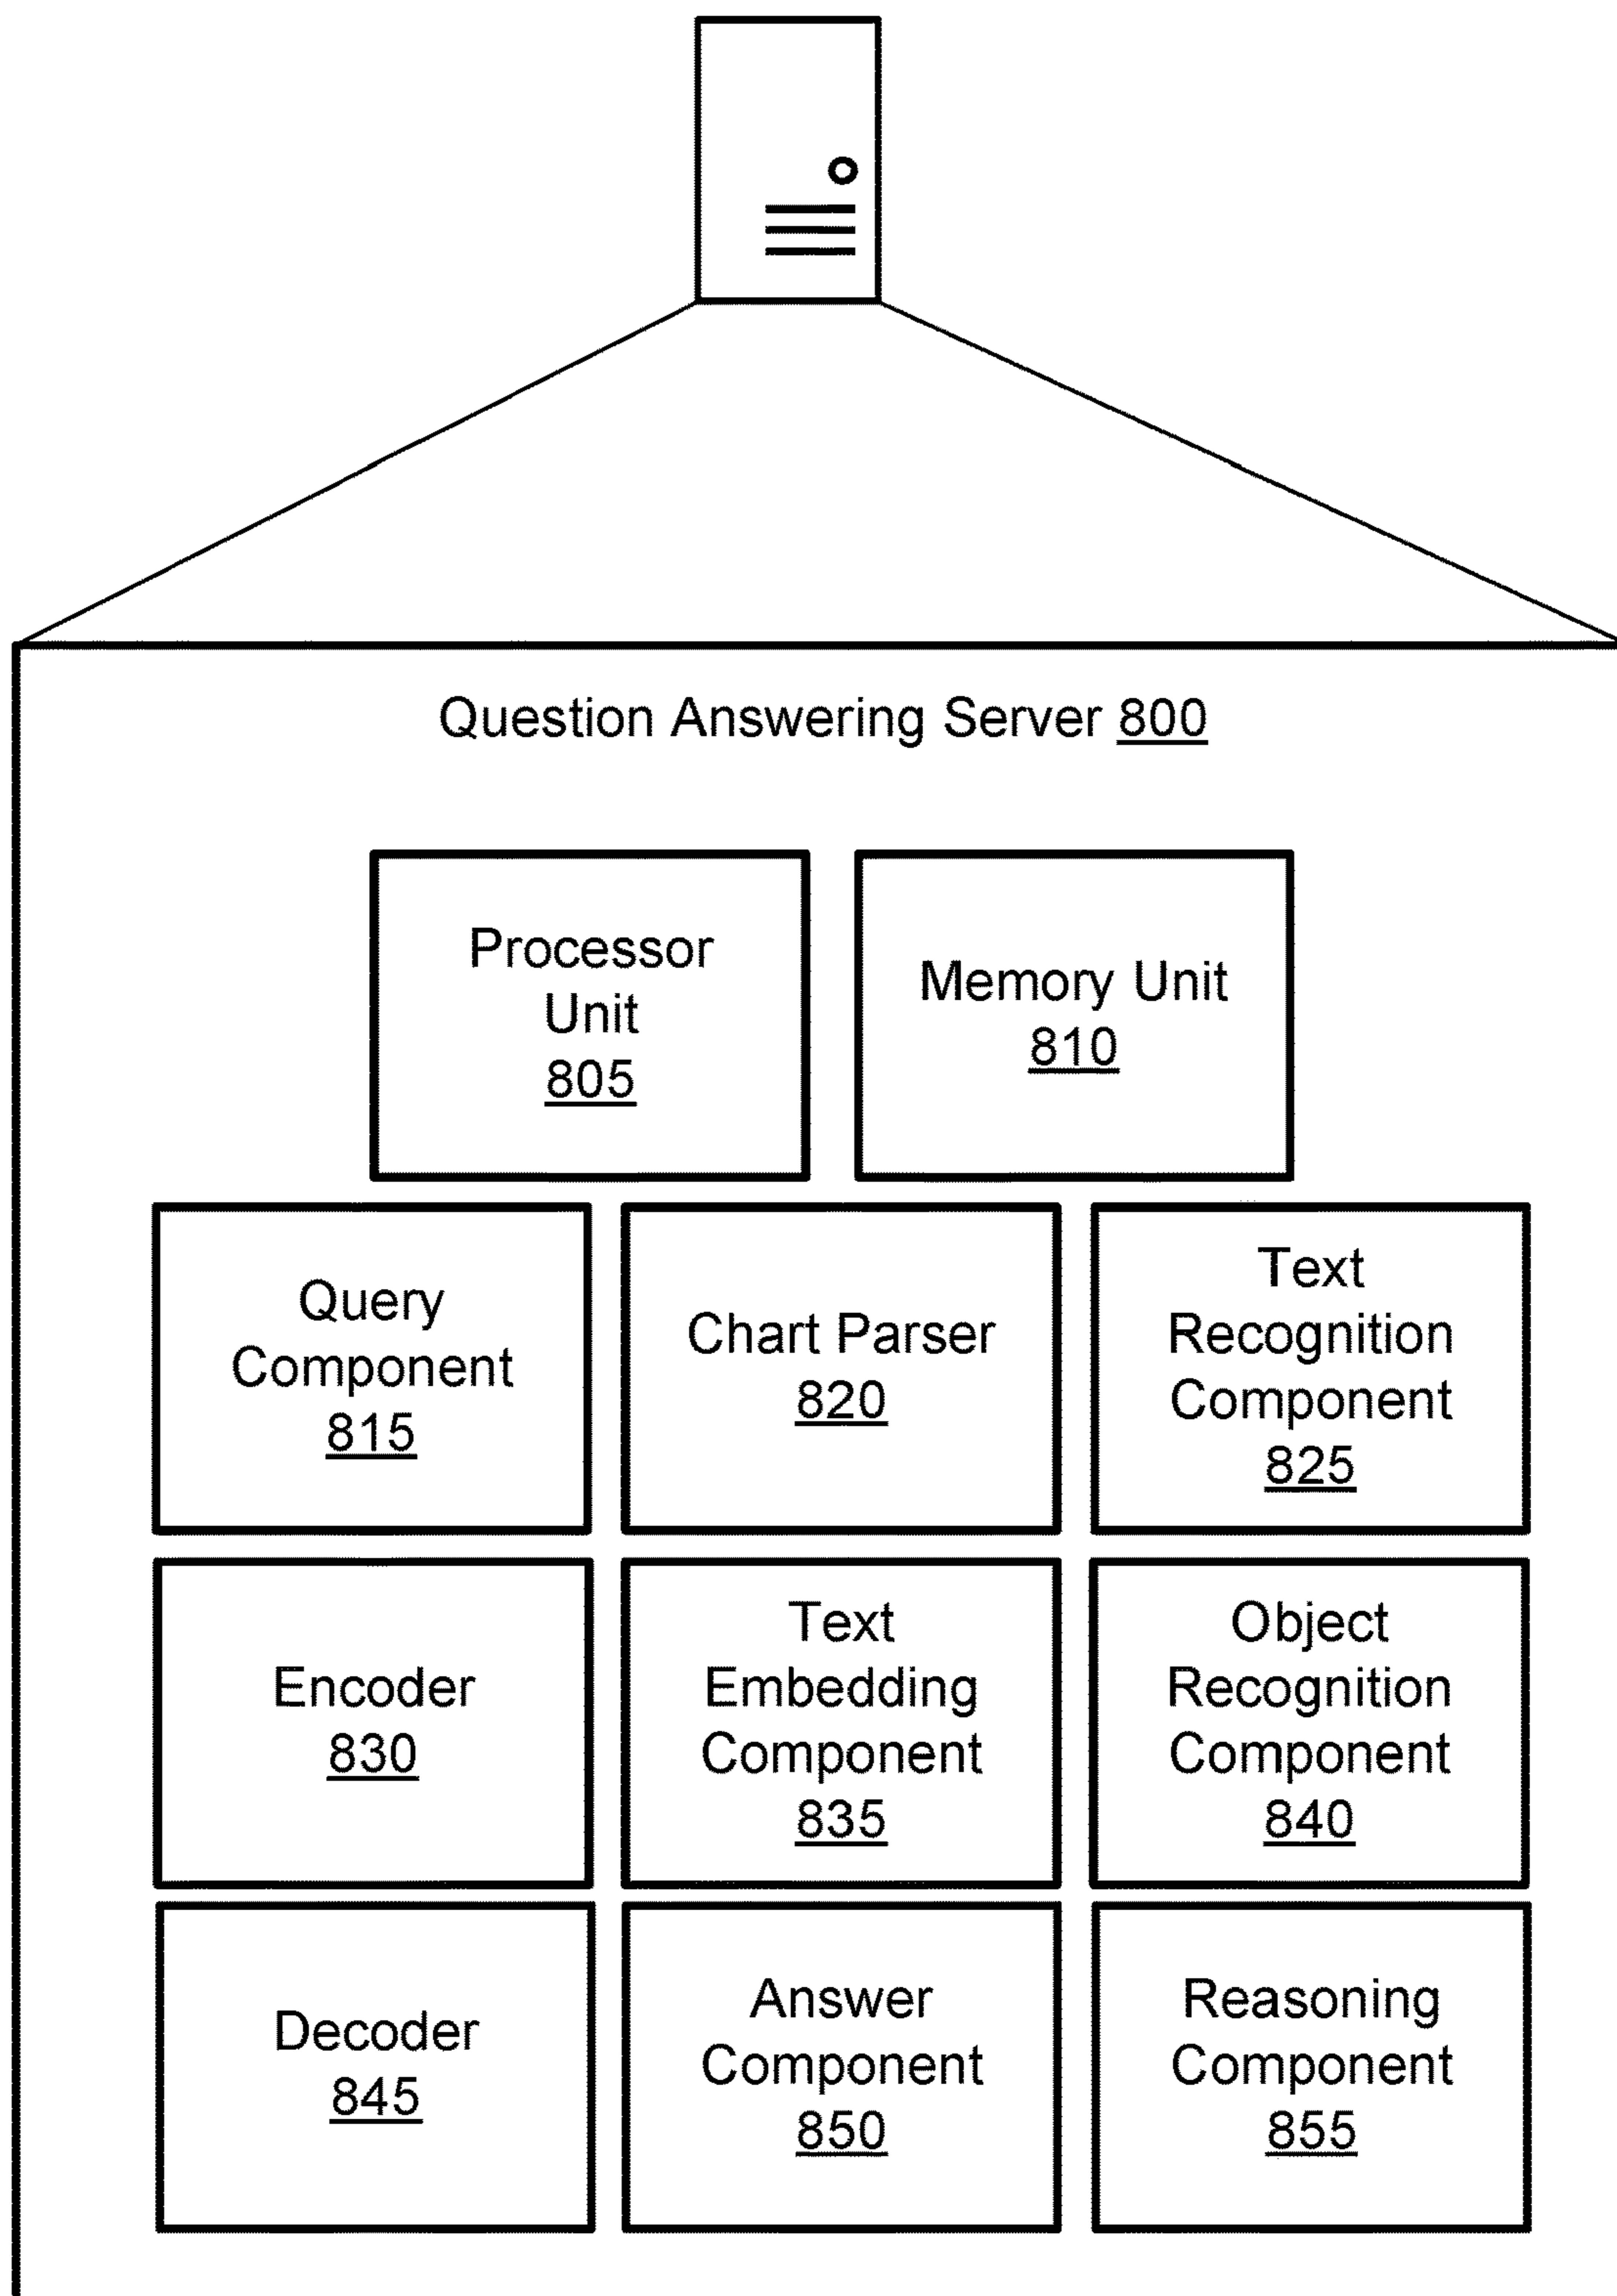 Question Answering Server 800
Processor
Unit
805
Memory Unit
810
Query
Component
815
Chart Parser
820
Text
Recognition
Component
825
Encoder
830
Text
Embedding
Component
835
Object
Recognition
Component
840
Decoder
845
Answer
Component
850
Reasoning
Component
855